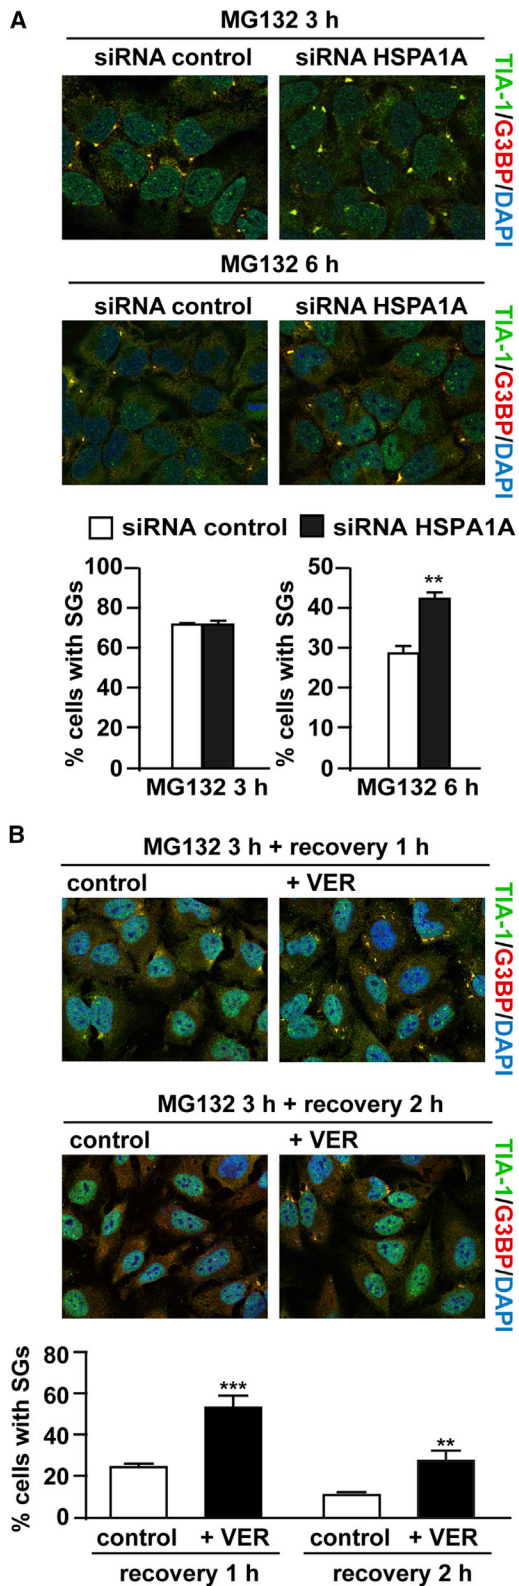 A
MG132 3 h
siRNA control
siRNA HSPA1A
TIA-1/G3BP/DAPI
MG132 6 h
siRNA control
siRNA HSPA1A
TIA-1/G3BP/DAPI
siRNA control
siRNA HSPA1A
% cells with SGs
100
80
60
40
20
0
MG132 3 h
% cells with SGs
50
40
30
20
10
0
**
MG132 6 h
B
MG132 3 h + recovery 1 h
control
+ VER
TIA-1/G3BP/DAPI
MG132 3 h + recovery 2 h
control
+ VER
TIA-1/G3BP/DAPI
% cells with SGs
80
60
40
20
0
***
**
control
+ VER
control
+ VER
recovery 1 h
recovery 2 h